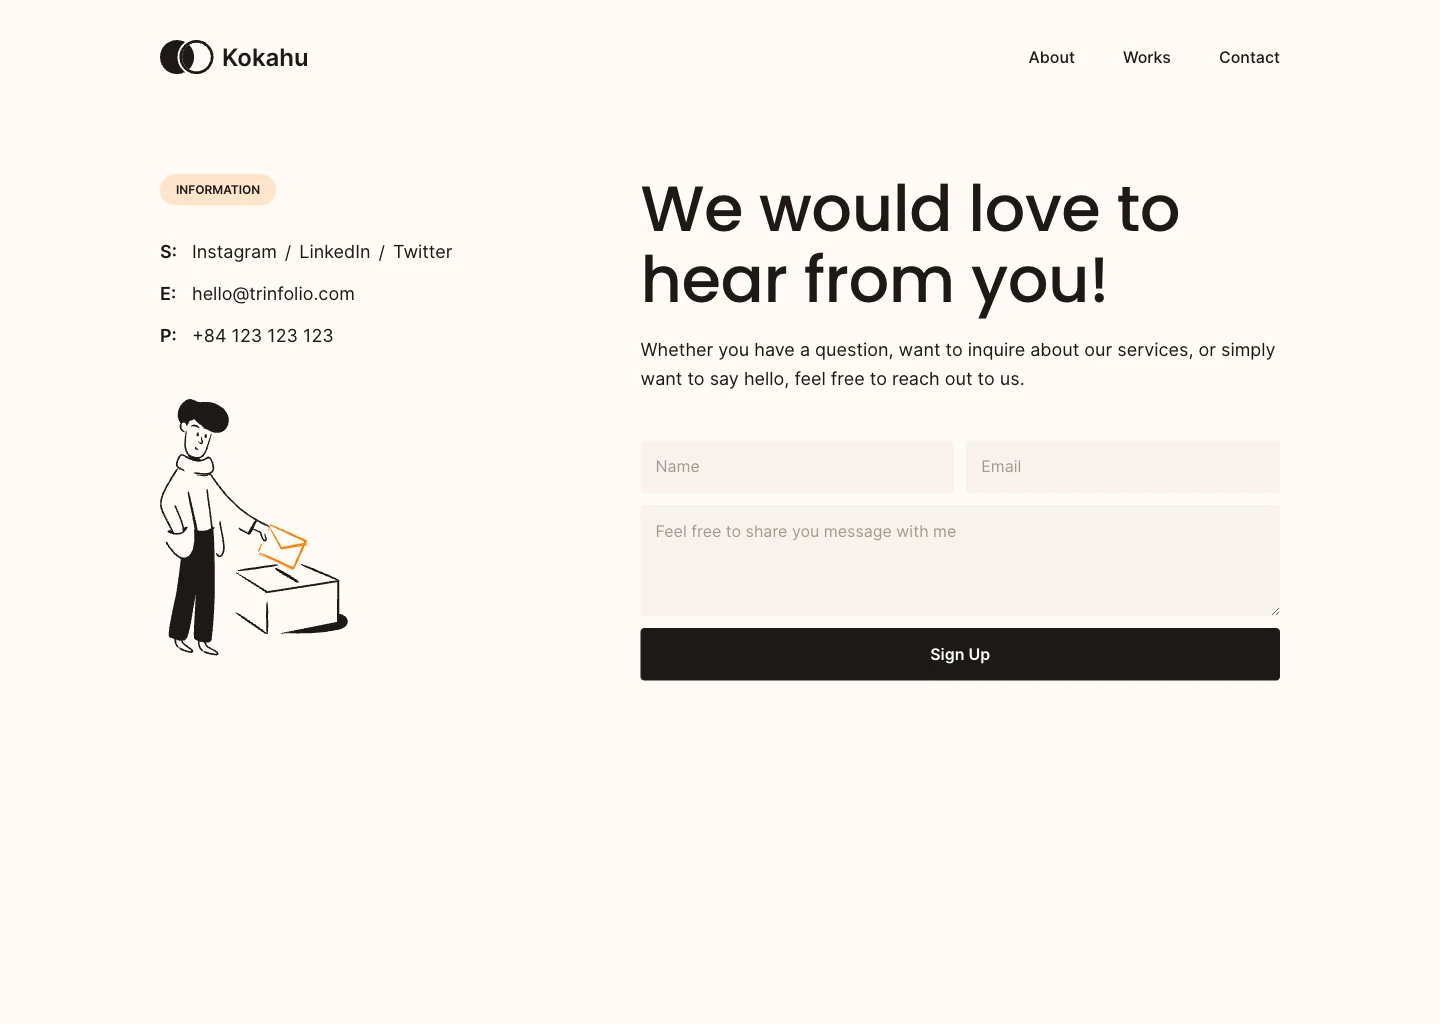 Kokahu
About
Works
Contact
INFORMATION
S: Instagram / LinkedIn / Twitter
E: hello@trinfolio.com
P: +84 123 123 123
We would love to
hear from you!
Whether you have a question, want to inquire about our services, or simply
want to say hello, feel free to reach out to us.
Name
Email
Feel free to share you message with me
Sign Up